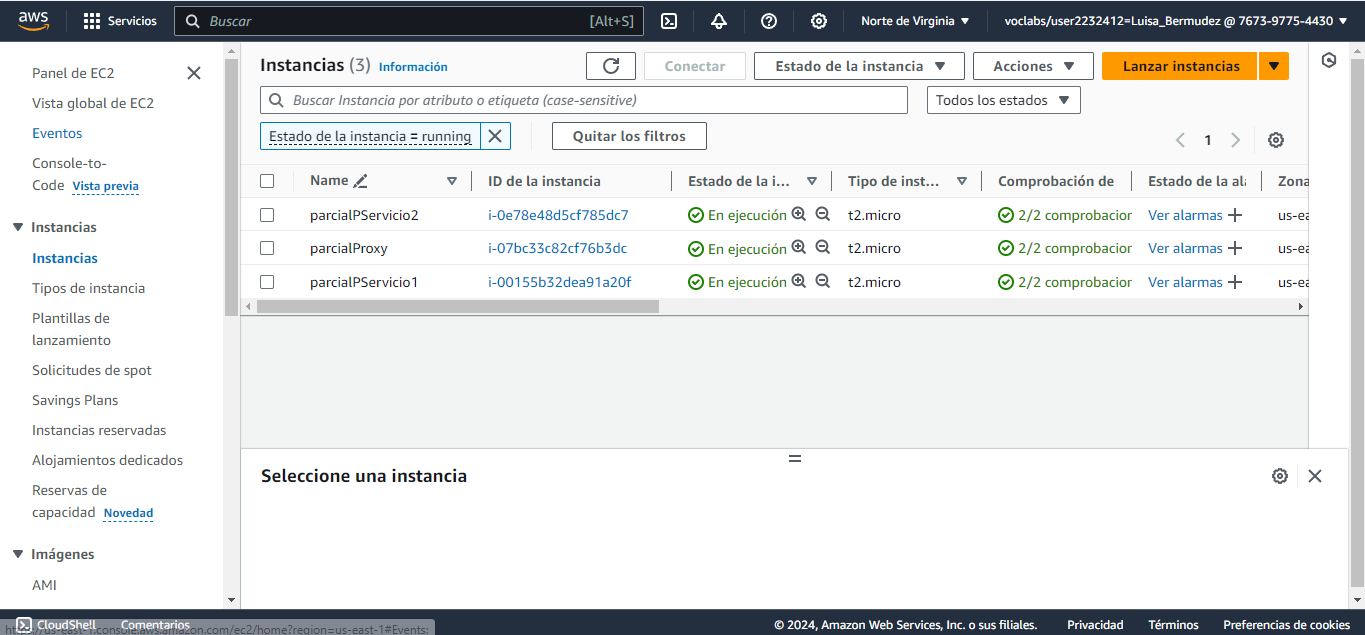 aws
Servicios
Buscar [Alt+S]
Norte de Virginia
voclabs/user2232412=Luisa_Bermudez @ 7673-9775-4430
Panel de EC2
Vista global de EC2
Eventos
Console-to-
Code Vista previa
Instancias
Instancias
Tipos de instancia
Plantillas de
lanzamiento
Solicitudes de spot
Savings Plans
Instancias reservadas
Alojamientos dedicados
Reservas de
capacidad Novedad
Imágenes
AMI
Instancias (3) Información
Conectar
Estado de la instancia
Acciones
Lanzar instancias
Buscar Instancia por atributo o etiqueta (case-sensitive)
Todos los estados
Estado de la instancia = running
Quitar los filtros
1
Name ID de la instancia Estado de la i... Tipo de inst... Comprobación de Estado de la ala Zona
parcialPServicio2 i-0e78e48d5cf785dc7 En ejecución t2.micro 2/2 comprobacior Ver alarmas us-ea
parcialProxy i-07bc33c82cf76b3dc En ejecución t2.micro 2/2 comprobacior Ver alarmas us-ea
parcialPServicio1 i-00155b32dea91a20f En ejecución t2.micro 2/2 comprobacior Ver alarmas us-ea
Seleccione una instancia
CloudShell Comentarios
https://us-east-1.console.aws.amazon.com/ec2/home?region=us-east-1#Events:
© 2024, Amazon Web Services, Inc. o sus filiales. Privacidad Términos Preferencias de cookies